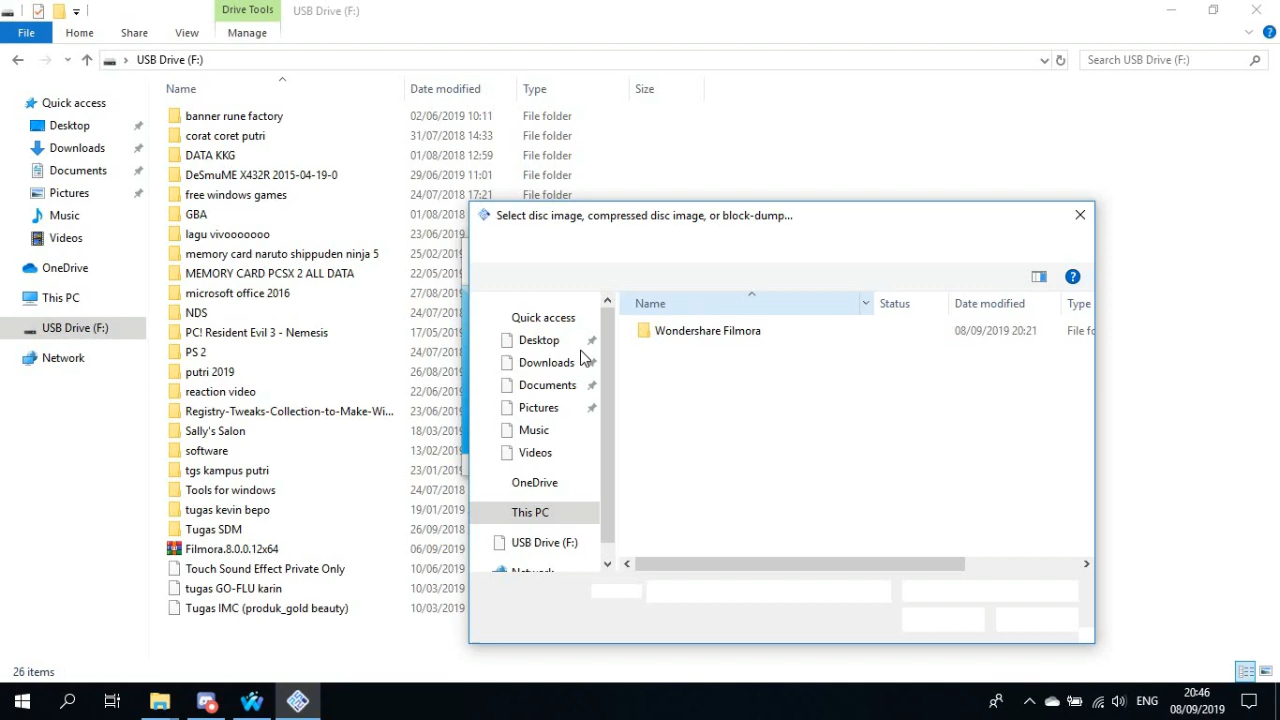 Drive Tools
USB Drive (F:)
File
Home
Share
View
Manage
USB Drive (F:)
Search USB Drive (F:)
Name
Date modified
Type
Size
Quick access
Desktop
Downloads
Documents
Pictures
Music
Videos
OneDrive
This PC
USB Drive (F:)
Network
banner rune factory 02/06/2019 10:11 File folder
corat coret putri 31/07/2018 14:33 File folder
DATA KKG 01/08/2018 12:59 File folder
DeSmuME X432R 2015-04-19-0 29/06/2019 11:01 File folder
free windows games 24/07/2018 17:21 File folder
GBA 01/08/2018
lagu vivooooooo 23/06/2018
memory card naruto shippuden ninja 5 25/02/2018
MEMORY CARD PCSX 2 ALL DATA 22/05/2019
microsoft office 2016 27/08/2018
NDS 12/05/2018
PC! Resident Evil 3 - Nemesis 17/05/2019
PS 2 24/07/2018
putri 2019 26/08/2019
reaction video 22/06/2019
Registry-Tweaks-Collection-to-Make-Wi... 23/06/2019
Sally's Salon 03/03/2019
software 13/02/2019
tgs kampus putri 23/01/2019
Tools for windows 24/07/2018
tugas kevin bepo 19/01/2019
Tugas SDM 26/09/2018
Filmora.8.0.0.12x64 06/09/2019
Touch Sound Effect Private Only 10/06/2019
tugas GO-FLU karin 10/03/2019
Tugas IMC (produk_gold beauty) 10/03/2019
Select disc image, compressed disc image, or block-dump...
Name
Status
Date modified
Type
Wondershare Filmora 08/09/2019 20:21 File fo
Quick access
Desktop
Downloads
Documents
Pictures
Music
Videos
OneDrive
This PC
USB Drive (F:)
Network
26 items
ENG
20:46
08/09/2019